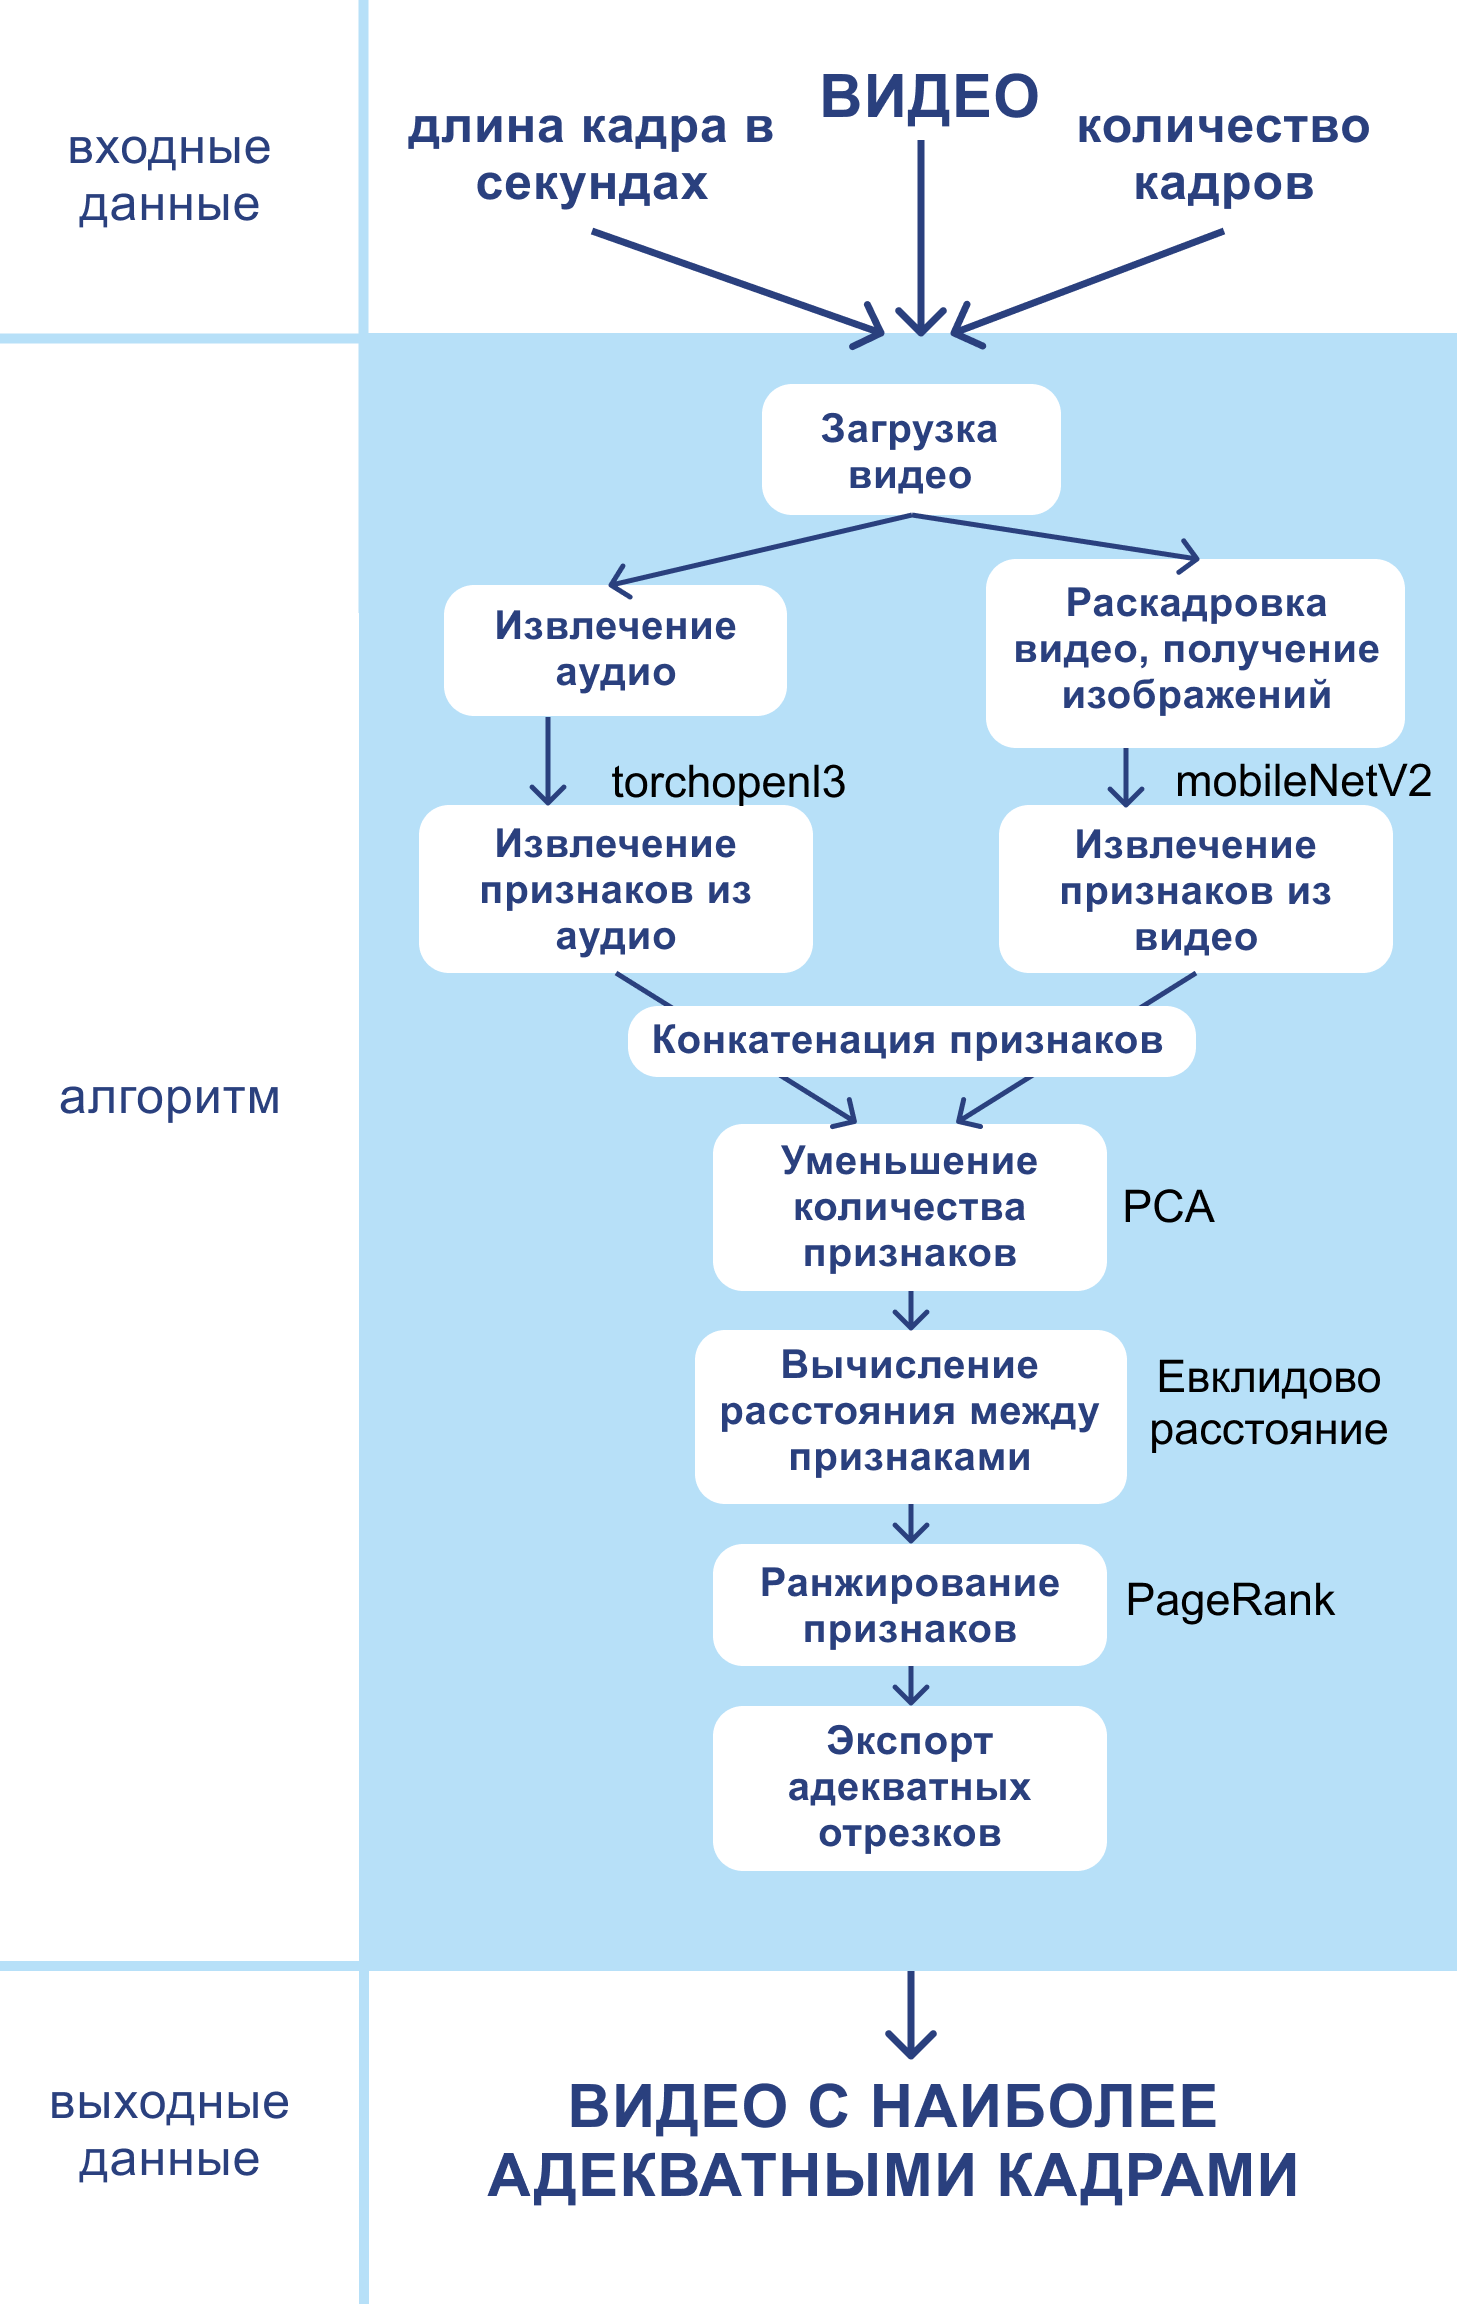 входные
данные
длина кадра в
секундах
ВИДЕО
количество
кадров
алгоритм
Загрузка
видео
Извлечение
аудио
Раскадровка
видео, получение
изображений
torchopenl3
mobileNetV2
Извлечение
признаков из
аудио
Извлечение
признаков из
видео
Конкатенация признаков
Уменьшение
количества
признаков
PCA
Вычисление
расстояния между
признаками
Евклидово
расстояние
Ранжирование
признаков
PageRank
Экспорт
адекватных
отрезков
выходные
данные
ВИДЕО С НАИБОЛЕЕ
АДЕКВАТНЫМИ КАДРАМИ